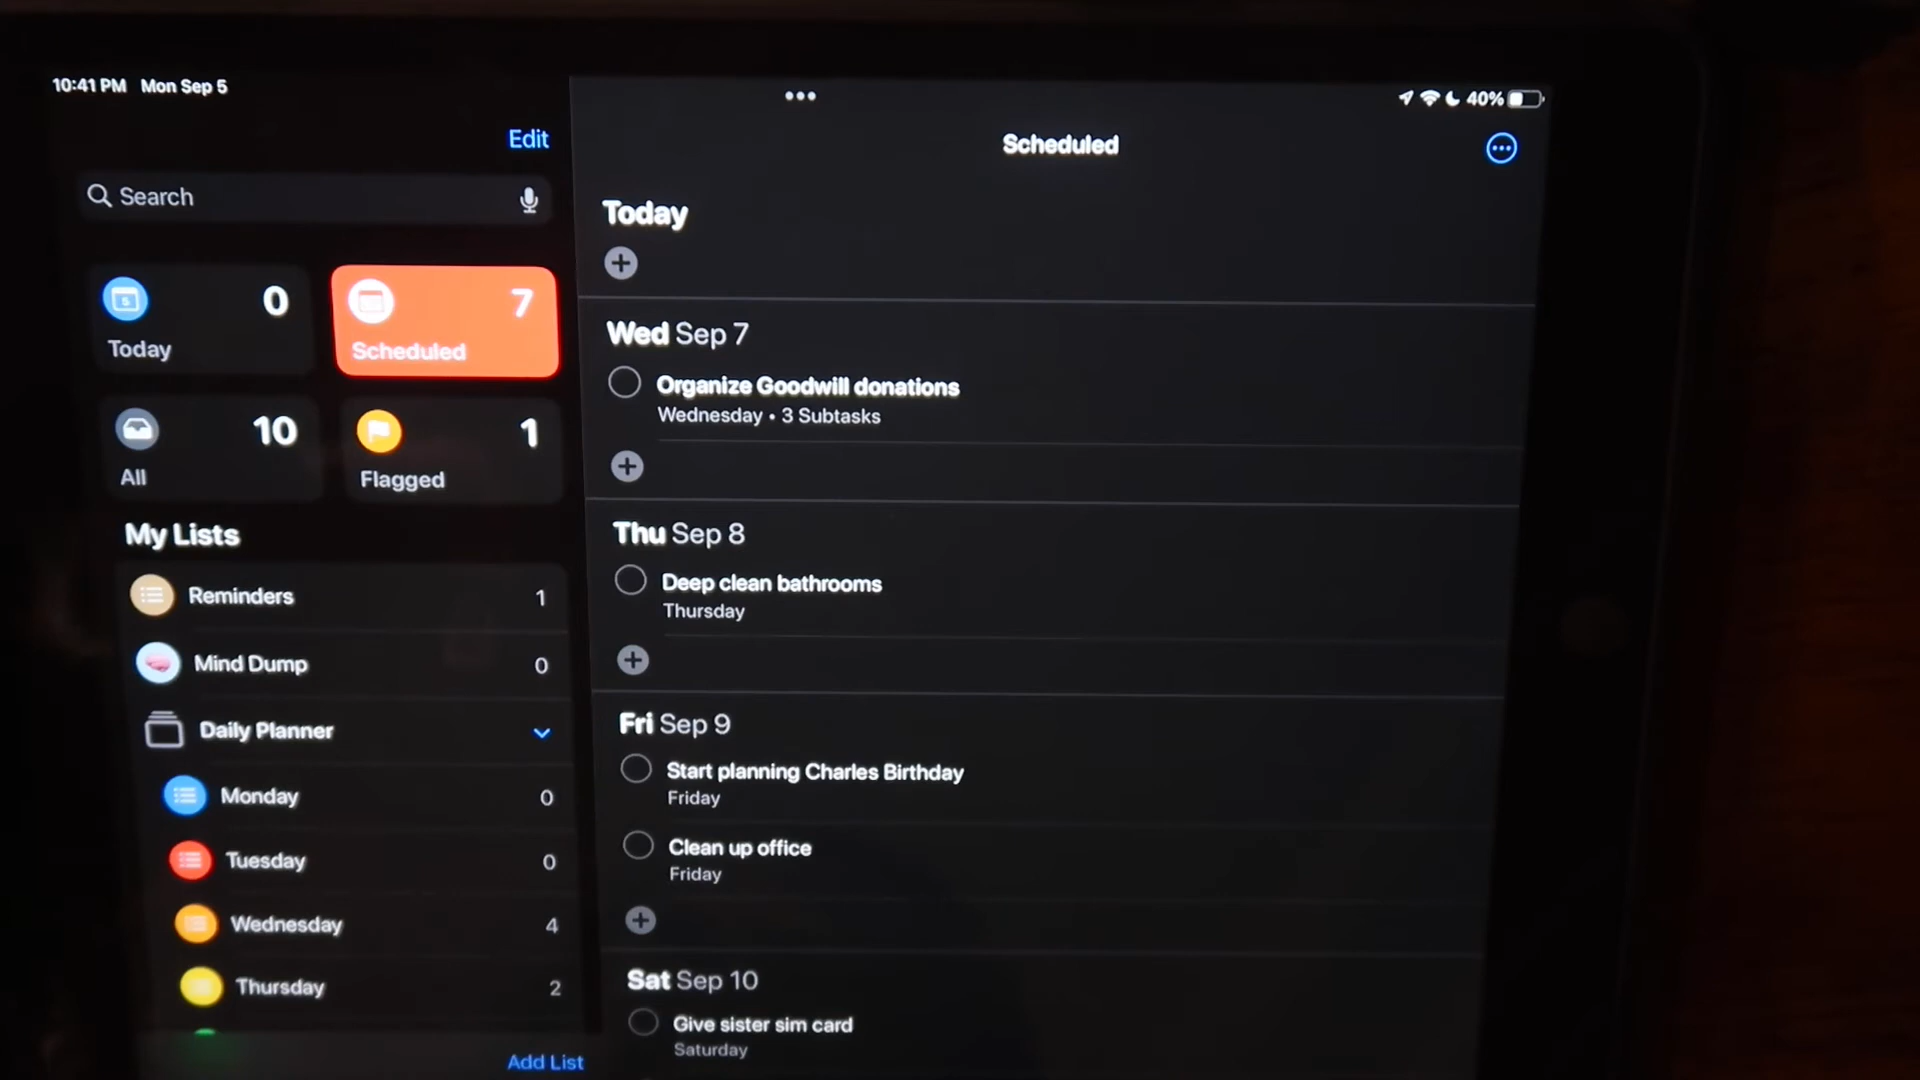 10:41 PM Mon Sep 5
40%
Edit
Search
5
0
Today
7
Scheduled
10
All
1
Flagged
My Lists
Reminders 1
Mind Dump 0
Daily Planner
Monday 0
Tuesday 0
Wednesday 4
Thursday 2
Add List
Scheduled
Today
Wed Sep 7
Organize Goodwill donations
Wednesday • 3 Subtasks
Thu Sep 8
Deep clean bathrooms
Thursday
Fri Sep 9
Start planning Charles Birthday
Friday
Clean up office
Friday
Sat Sep 10
Give sister sim card
Saturday